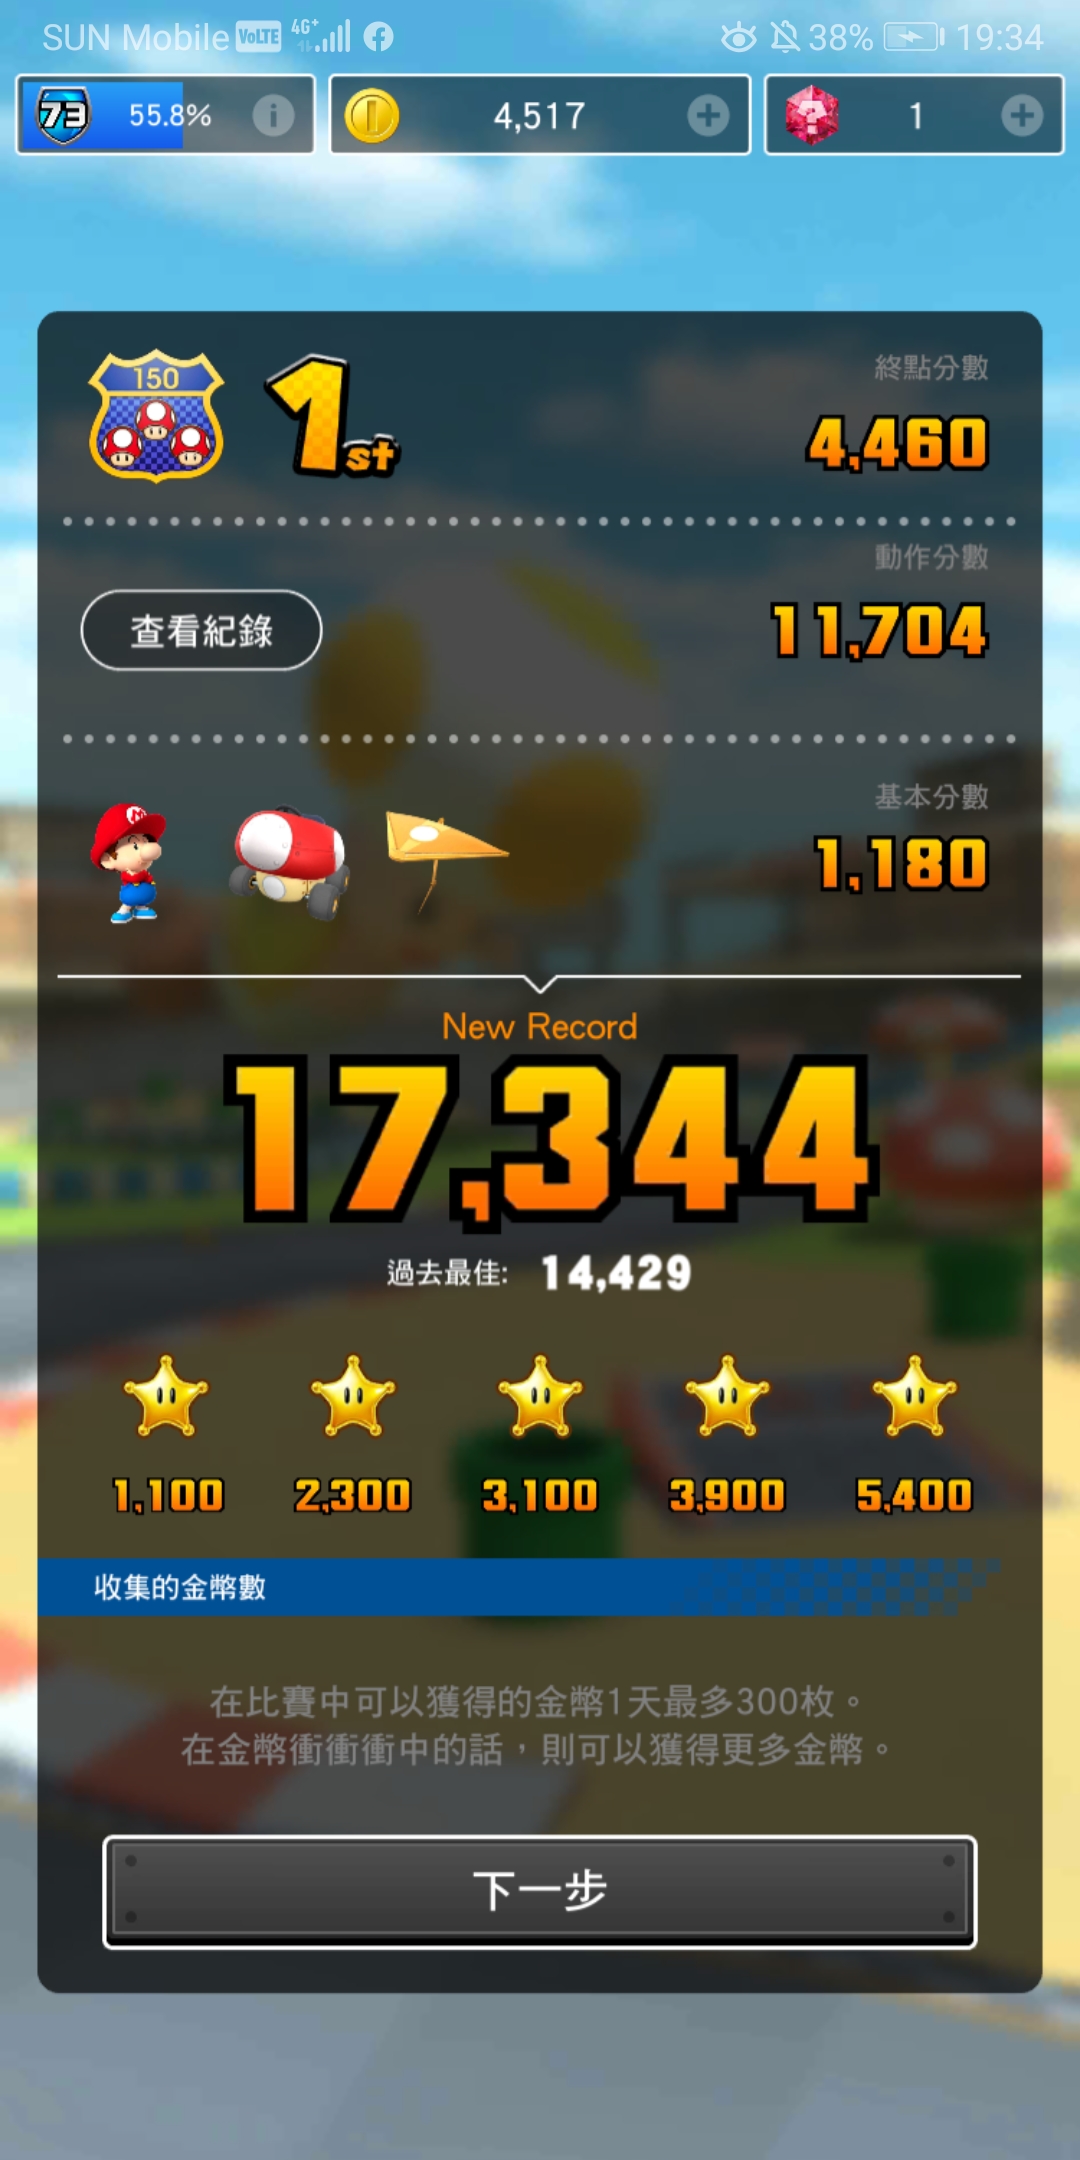 SUN Mobile VoLTE 4G+ 38% 19:34
73 55.8% i 4,517 + ? 1 +
150
1st
終點分數
4,460
動作分數
查看紀錄
11,704
基本分數
M
1,180
New Record
17,344
過去最佳: 14,429
1,100 2,300 3,100 3,900 5,400
收集的金幣數
在比賽中可以獲得的金幣1天最多300枚。
在金幣衝衝衝中的話，則可以獲得更多金幣。
下一步